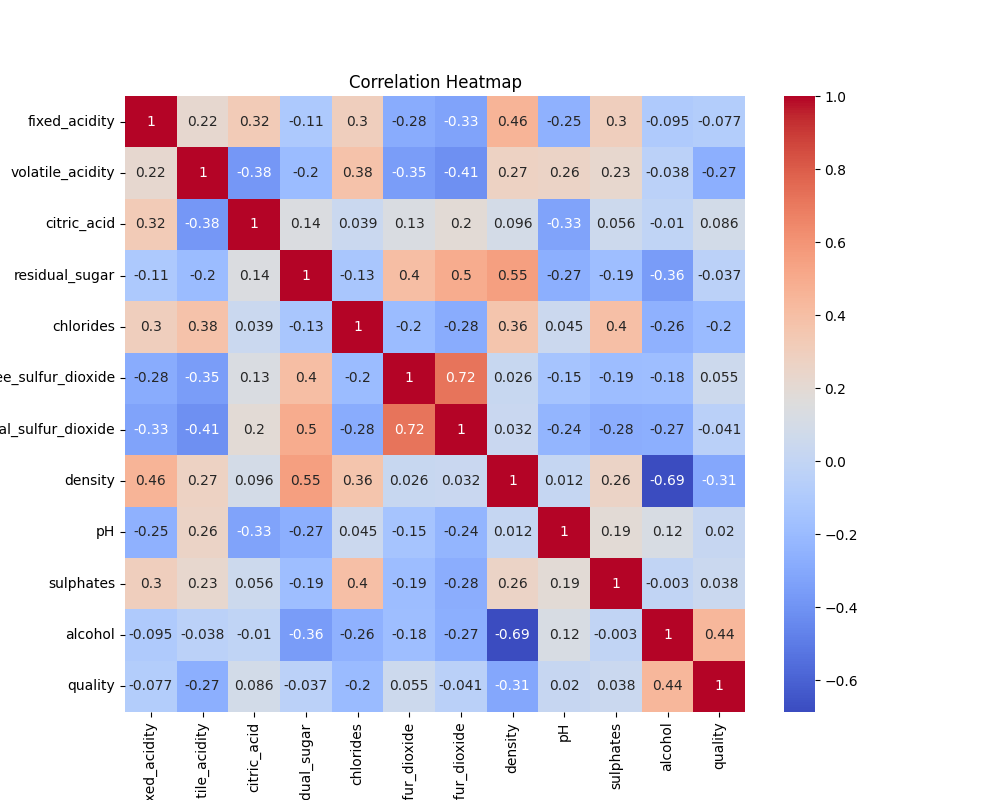 Correlation Heatmap
1.0
fixed_acidity 1 0.22 0.32 -0.11 0.3 -0.28 -0.33 0.46 -0.25 0.3 -0.095 -0.077
0.8
volatile_acidity 0.22 1 -0.38 -0.2 0.38 -0.35 -0.41 0.27 0.26 0.23 -0.038 -0.27
citric_acid 0.32 -0.38 1 0.14 0.039 0.13 0.2 0.096 -0.33 0.056 -0.01 0.086
0.6
residual_sugar -0.11 -0.2 0.14 1 -0.13 0.4 0.5 0.55 -0.27 -0.19 -0.36 -0.037
0.4
chlorides 0.3 0.38 0.039 -0.13 1 -0.2 -0.28 0.36 0.045 0.4 -0.26 -0.2
ee_sulfur_dioxide -0.28 -0.35 0.13 0.4 -0.2 1 0.72 0.026 -0.15 -0.19 -0.18 0.055
0.2
al_sulfur_dioxide -0.33 -0.41 0.2 0.5 -0.28 0.72 1 0.032 -0.24 -0.28 -0.27 -0.041
0.0
density 0.46 0.27 0.096 0.55 0.36 0.026 0.032 1 0.012 0.26 -0.69 -0.31
−0.2
pH -0.25 0.26 -0.33 -0.27 0.045 -0.15 -0.24 0.012 1 0.19 0.12 0.02
sulphates 0.3 0.23 0.056 -0.19 0.4 -0.19 -0.28 0.26 0.19 1 -0.003 0.038
−0.4
alcohol -0.095 -0.038 -0.01 -0.36 -0.26 -0.18 -0.27 -0.69 0.12 -0.003 1 0.44
−0.6
quality -0.077 -0.27 0.086 -0.037 -0.2 0.055 -0.041 -0.31 0.02 0.038 0.44 1
xed_acidity
tile_acidity
citric_acid
dual_sugar
chlorides
fur_dioxide
fur_dioxide
density
pH
sulphates
alcohol
quality